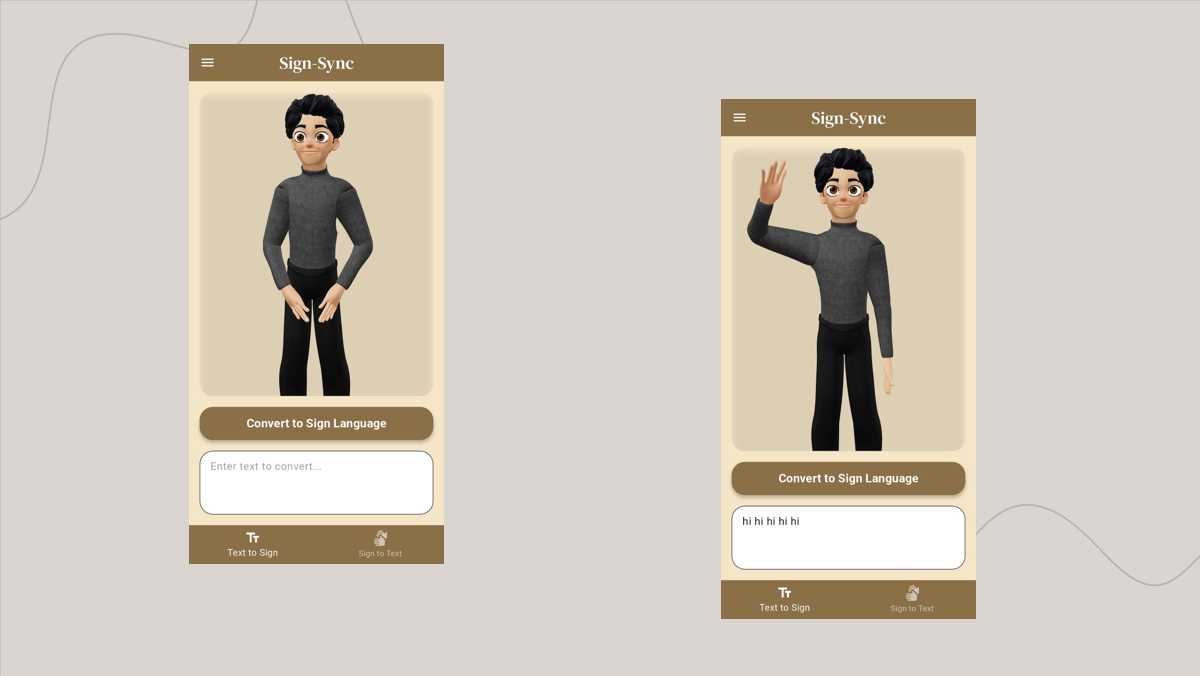 Sign-Sync
Convert to Sign Language
Enter text to convert...
Text to Sign
Sign to Text
Sign-Sync
Convert to Sign Language
hi hi hi hi hi
Text to Sign
Sign to Text